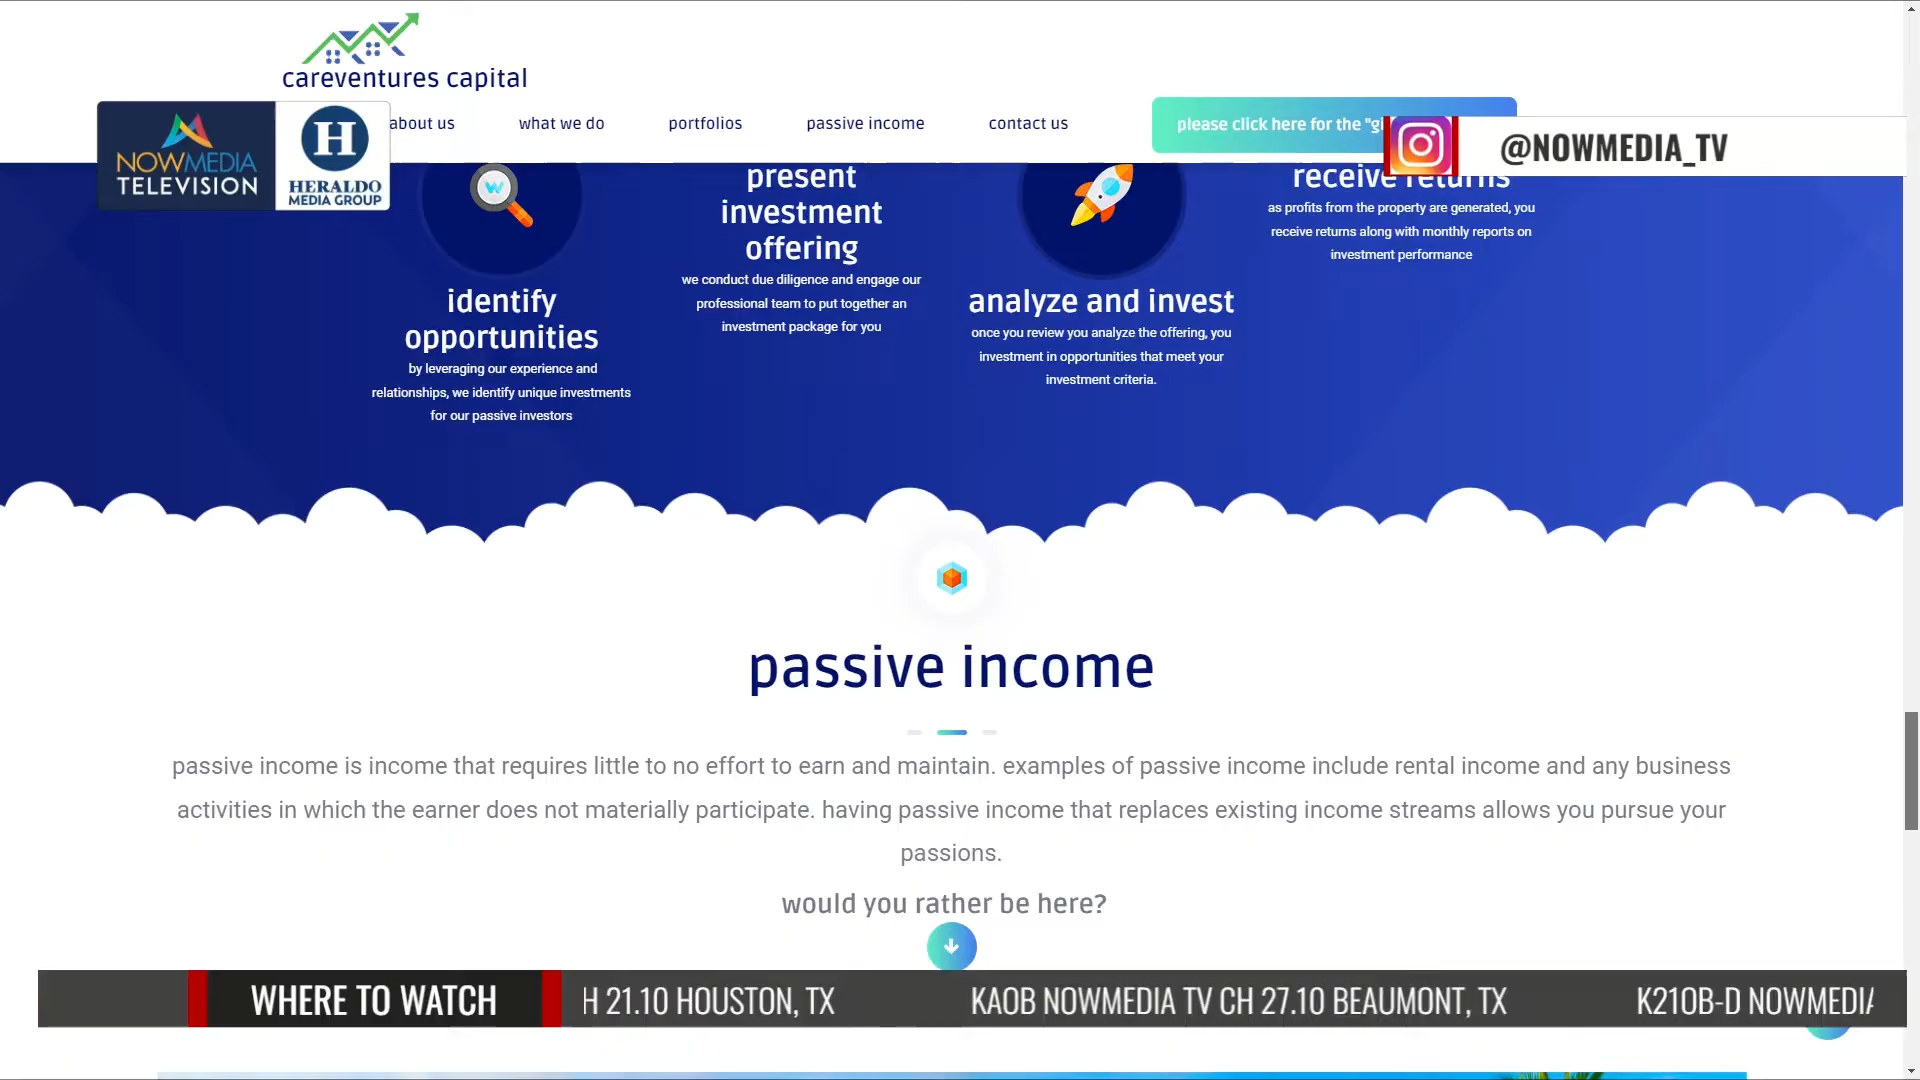 careventures capital
about us
what we do
portfolios
passive income
contact us
please click here for the "gi
NOWMEDIA
TELEVISION
H
HERALDO
MEDIA GROUP
@NOWMEDIA_TV
identify
opportunities
by leveraging our experience and
relationships, we identify unique investments
for our passive investors
present
investment
offering
we conduct due diligence and engage our
professional team to put together an
investment package for you
analyze and invest
once you review you analyze the offering, you
investment in opportunities that meet your
investment criteria.
receive returns
as profits from the property are generated, you
receive returns along with monthly reports on
investment performance
passive income
passive income is income that requires little to no effort to earn and maintain. examples of passive income include rental income and any business
activities in which the earner does not materially participate. having passive income that replaces existing income streams allows you pursue your
passions.
would you rather be here?
WHERE TO WATCH
H 21.10 HOUSTON, TX
KAOB NOWMEDIA TV CH 27.10 BEAUMONT, TX
K21OB-D NOWMEDIA